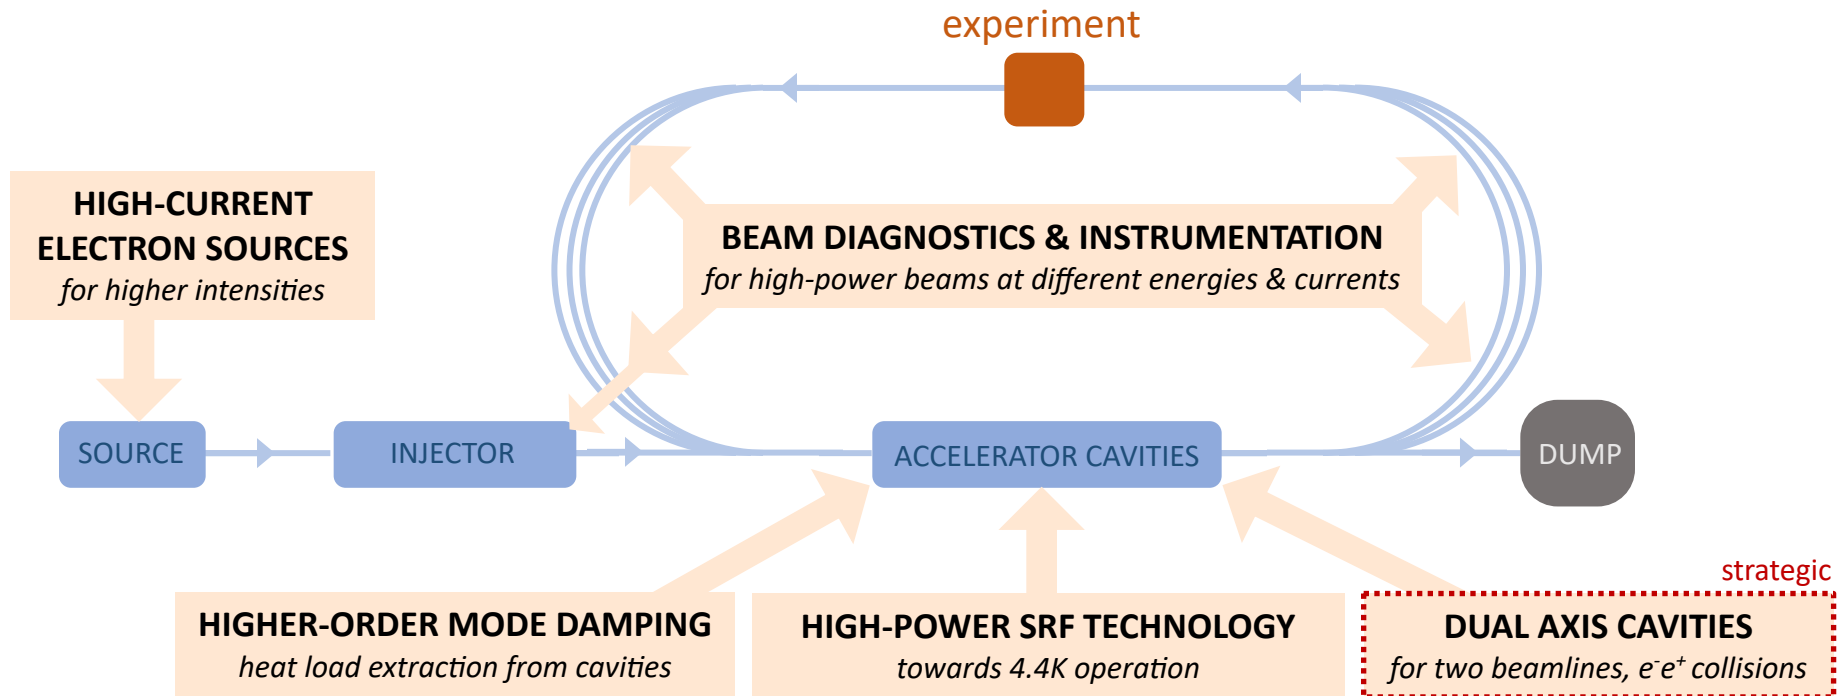 experiment
HIGH-CURRENT
ELECTRON SOURCES
for higher intensities
BEAM DIAGNOSTICS & INSTRUMENTATION
for high-power beams at different energies & currents
SOURCE
INJECTOR
ACCELERATOR CAVITIES
DUMP
strategic
HIGHER-ORDER MODE DAMPING
heat load extraction from cavities
HIGH-POWER SRF TECHNOLOGY
towards 4.4K operation
DUAL AXIS CAVITIES
for two beamlines, e⁻e⁺ collisions